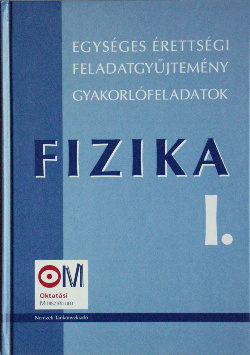 EGYSÉGES ÉRETTSÉGI
FELADATGYŰJTEMÉNY
GYAKORLÓFELADATOK
FIZIKA
I.
OM
Oktatási
Minisztérium
Nemzeti Tankönyvkiadó